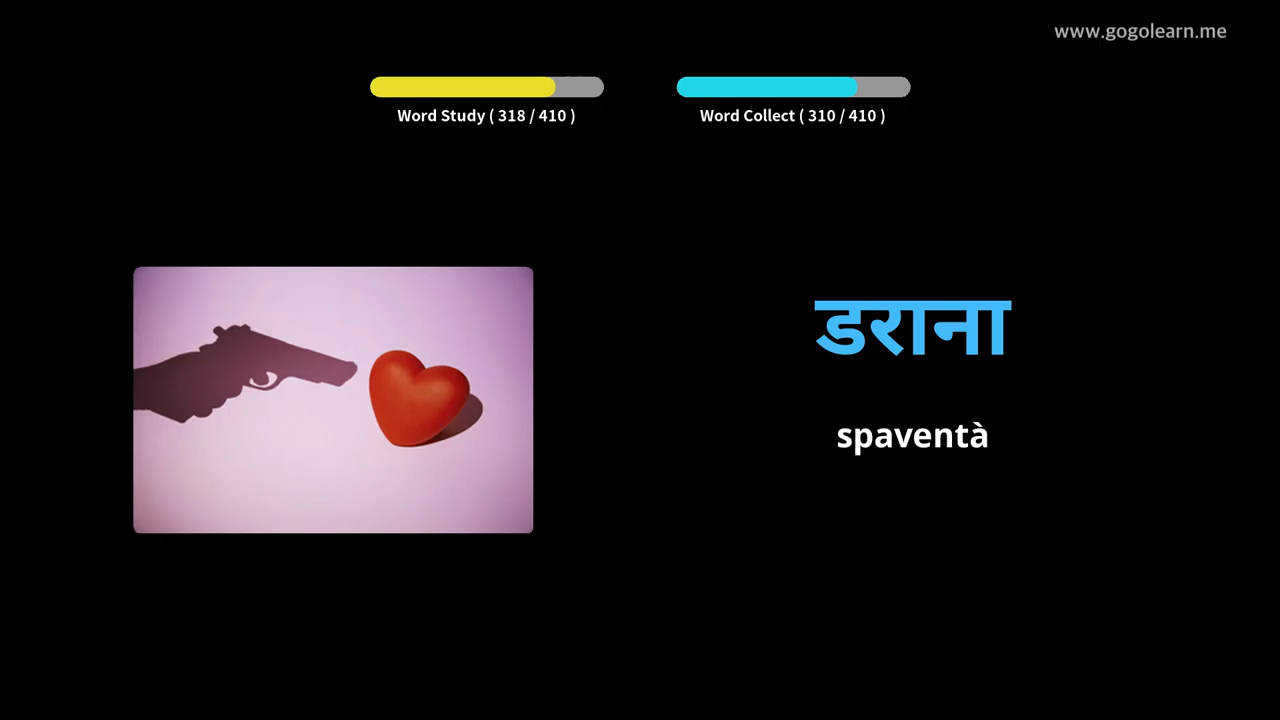 www.gogolearn.me
Word Study ( 318 / 410 )
Word Collect ( 310 / 410 )
डराना
spaventà